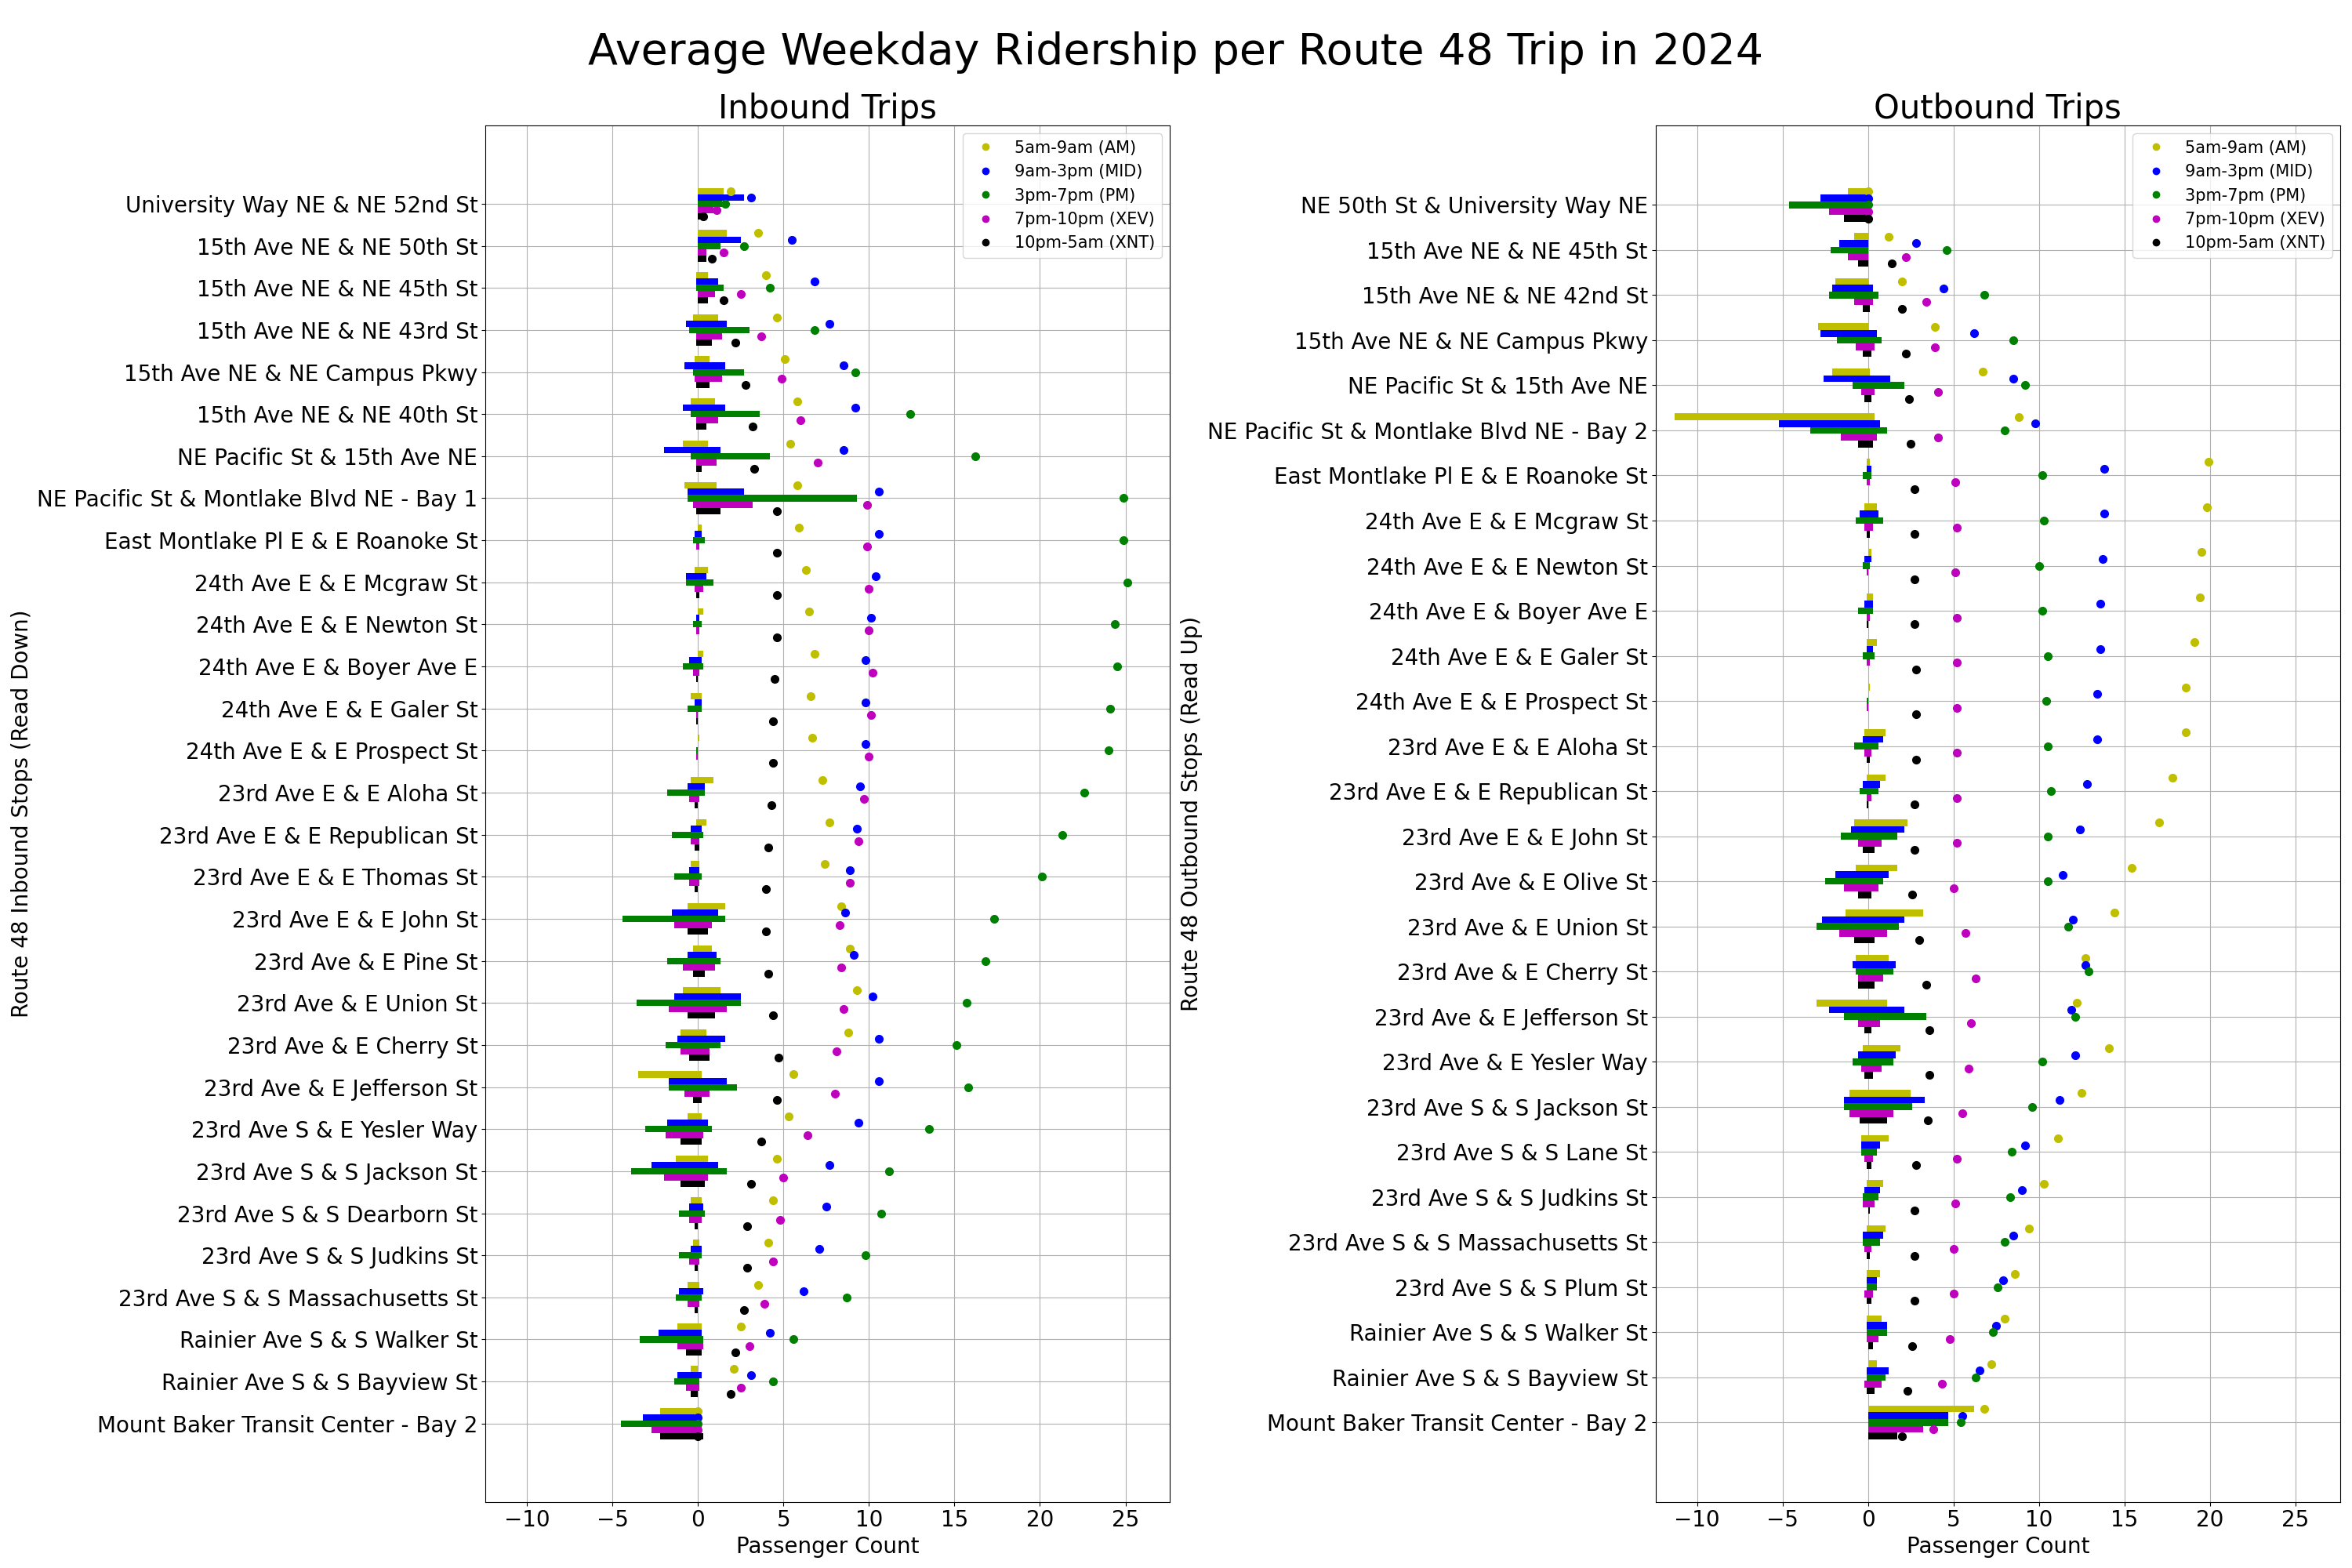 Average Weekday Ridership per Route 48 Trip in 2024
Inbound Trips
5am-9am (AM)
9am-3pm (MID)
3pm-7pm (PM)
7pm-10pm (XEV)
10pm-5am (XNT)
Route 48 Inbound Stops (Read Down)
University Way NE & NE 52nd St
15th Ave NE & NE 50th St
15th Ave NE & NE 45th St
15th Ave NE & NE 43rd St
15th Ave NE & NE Campus Pkwy
15th Ave NE & NE 40th St
NE Pacific St & 15th Ave NE
NE Pacific St & Montlake Blvd NE - Bay 1
East Montlake Pl E & E Roanoke St
24th Ave E & E Mcgraw St
24th Ave E & E Newton St
24th Ave E & Boyer Ave E
24th Ave E & E Galer St
24th Ave E & E Prospect St
23rd Ave E & E Aloha St
23rd Ave E & E Republican St
23rd Ave E & E Thomas St
23rd Ave E & E John St
23rd Ave & E Pine St
23rd Ave & E Union St
23rd Ave & E Cherry St
23rd Ave & E Jefferson St
23rd Ave S & E Yesler Way
23rd Ave S & S Jackson St
23rd Ave S & S Dearborn St
23rd Ave S & S Judkins St
23rd Ave S & S Massachusetts St
Rainier Ave S & S Walker St
Rainier Ave S & S Bayview St
Mount Baker Transit Center - Bay 2
−10 −5 0 5 10 15 20 25
Passenger Count
Outbound Trips
5am-9am (AM)
9am-3pm (MID)
3pm-7pm (PM)
7pm-10pm (XEV)
10pm-5am (XNT)
Route 48 Outbound Stops (Read Up)
NE 50th St & University Way NE
15th Ave NE & NE 45th St
15th Ave NE & NE 42nd St
15th Ave NE & NE Campus Pkwy
NE Pacific St & 15th Ave NE
NE Pacific St & Montlake Blvd NE - Bay 2
East Montlake Pl E & E Roanoke St
24th Ave E & E Mcgraw St
24th Ave E & E Newton St
24th Ave E & Boyer Ave E
24th Ave E & E Galer St
24th Ave E & E Prospect St
23rd Ave E & E Aloha St
23rd Ave E & E Republican St
23rd Ave E & E John St
23rd Ave & E Olive St
23rd Ave & E Union St
23rd Ave & E Cherry St
23rd Ave & E Jefferson St
23rd Ave & E Yesler Way
23rd Ave S & S Jackson St
23rd Ave S & S Lane St
23rd Ave S & S Judkins St
23rd Ave S & S Massachusetts St
23rd Ave S & S Plum St
Rainier Ave S & S Walker St
Rainier Ave S & S Bayview St
Mount Baker Transit Center - Bay 2
−10 −5 0 5 10 15 20 25
Passenger Count